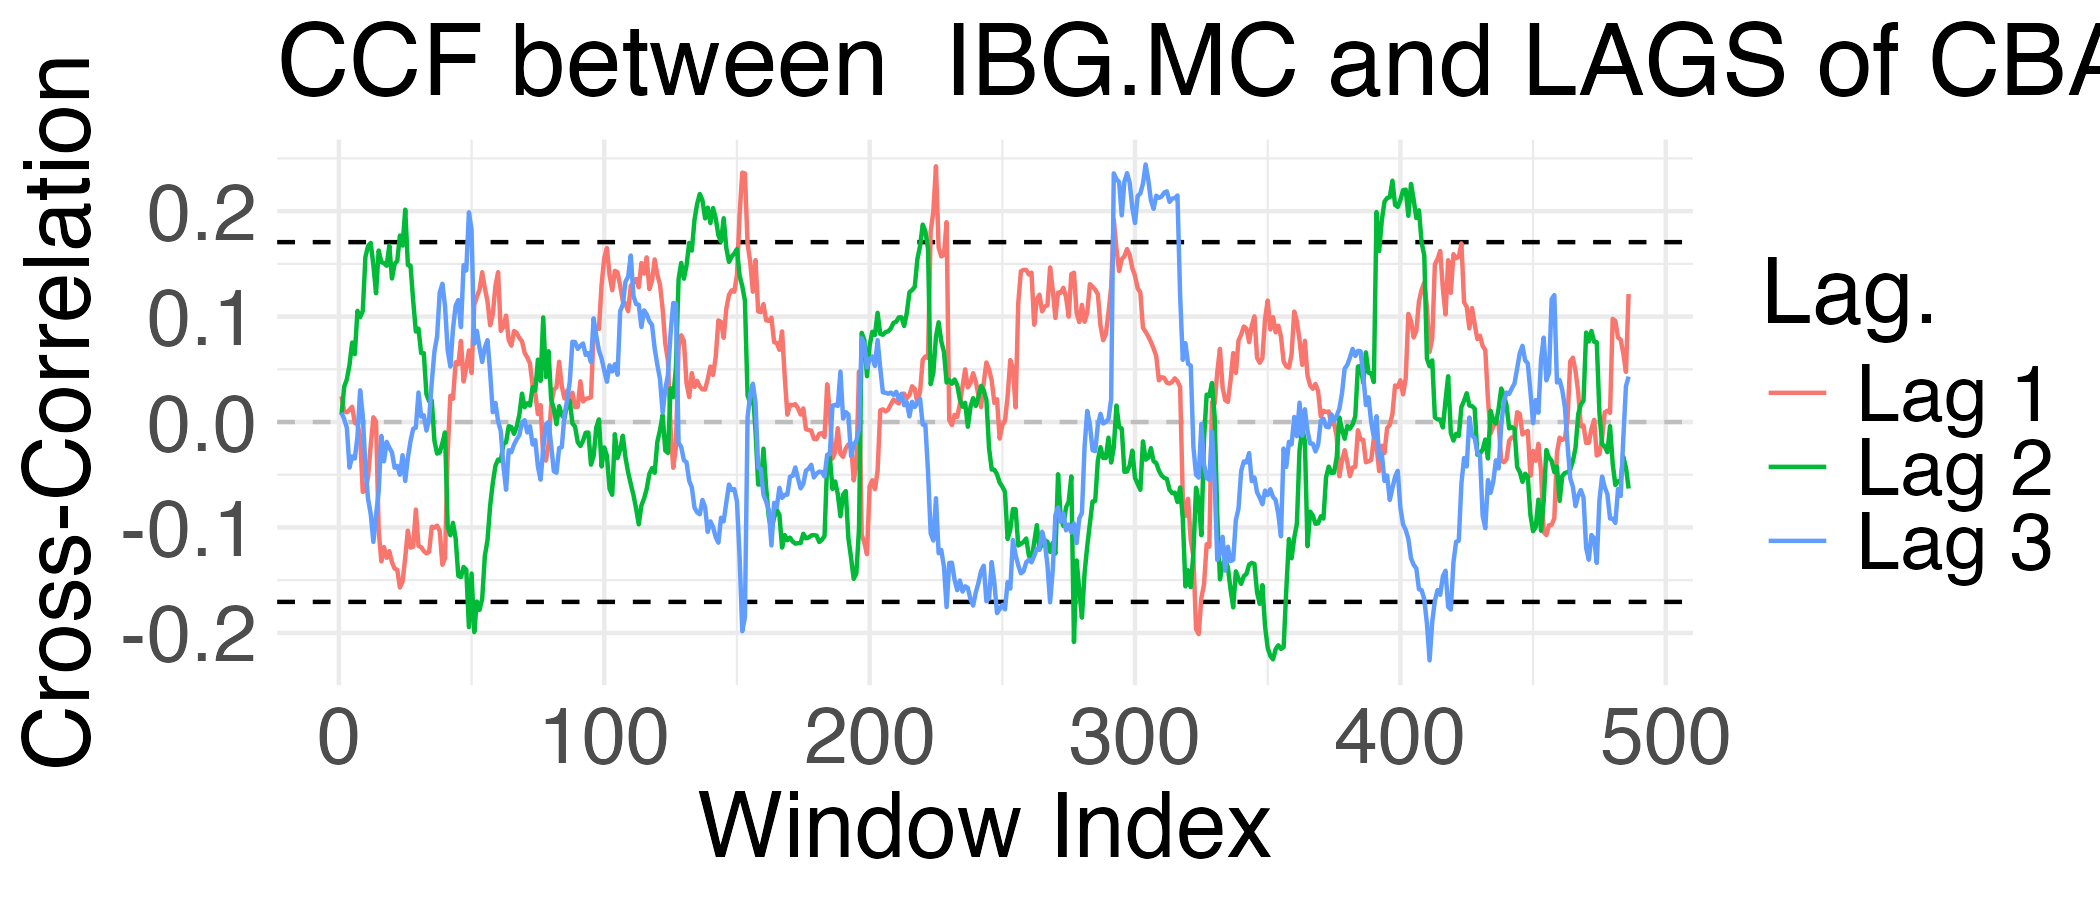 CCF between IBG.MC and LAGS of CBA
Cross-Correlation
0.2
0.1
0.0
-0.1
-0.2
0 100 200 300 400 500
Window Index
Lag.
Lag 1
Lag 2
Lag 3